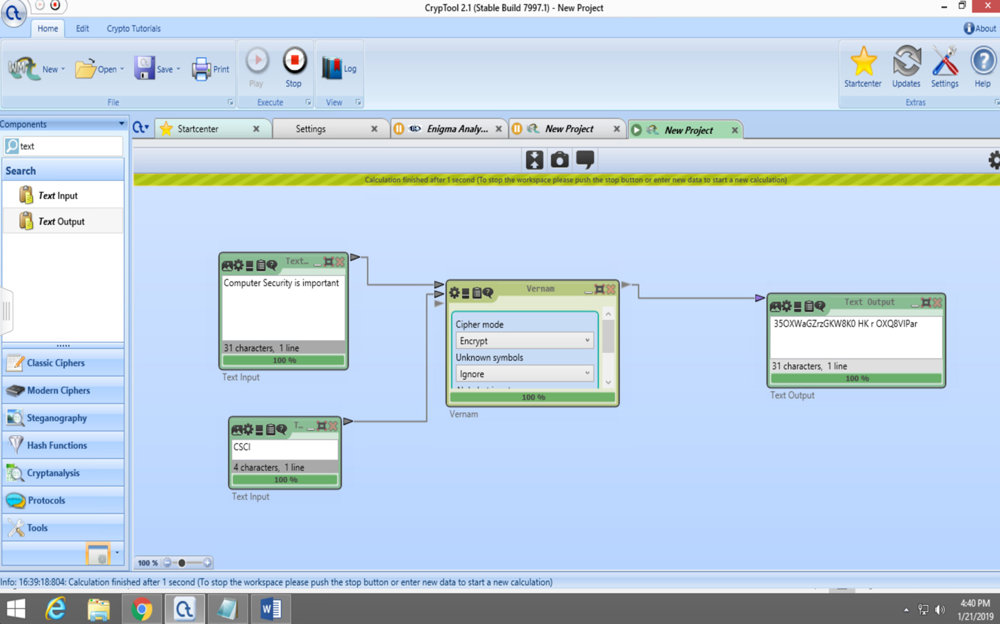 CrypTool 2.1 (Stable Build 7997.1) - New Project
Home Edit Crypto Tutorials About
New Open Save Print Play Stop Log Startcenter Updates Settings Help
File Execute View Extras
Components
text
Search
Text Input
Text Output
Classic Ciphers
Modern Ciphers
Steganography
Hash Functions
Cryptanalysis
Protocols
Tools
Startcenter Settings Enigma Analy... New Project New Project
Calculation finished after 1 second (To stop the workspace please push the stop button or enter new data to start a new calculation)
Text...
Computer Security is important
31 characters, 1 line
100 %
Text Input
T...
CSCI
4 characters, 1 line
100 %
Text Input
Vernam
Cipher mode
Encrypt
Unknown symbols
Ignore
100 %
Vernam
Text Output
31 characters, 1 line
100 %
Text Output
100 %
Info: 16:39:18:804: Calculation finished after 1 second (To stop the workspace please push the stop button or enter new data to start a new calculation)
4:40 PM
1/21/2019